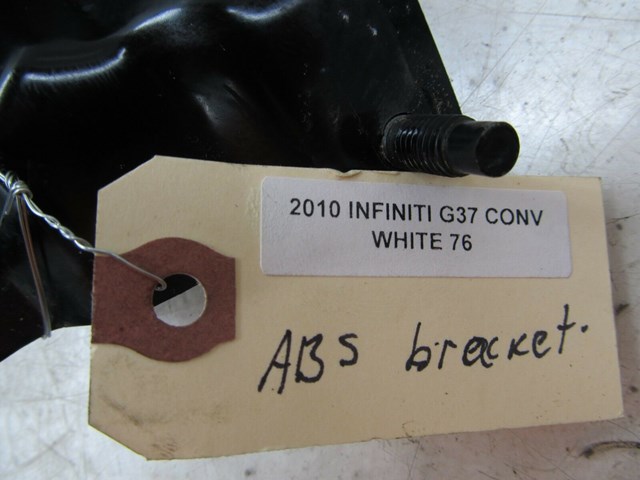 2010 INFINITI G37 CONV
WHITE 76
ABS bracket.